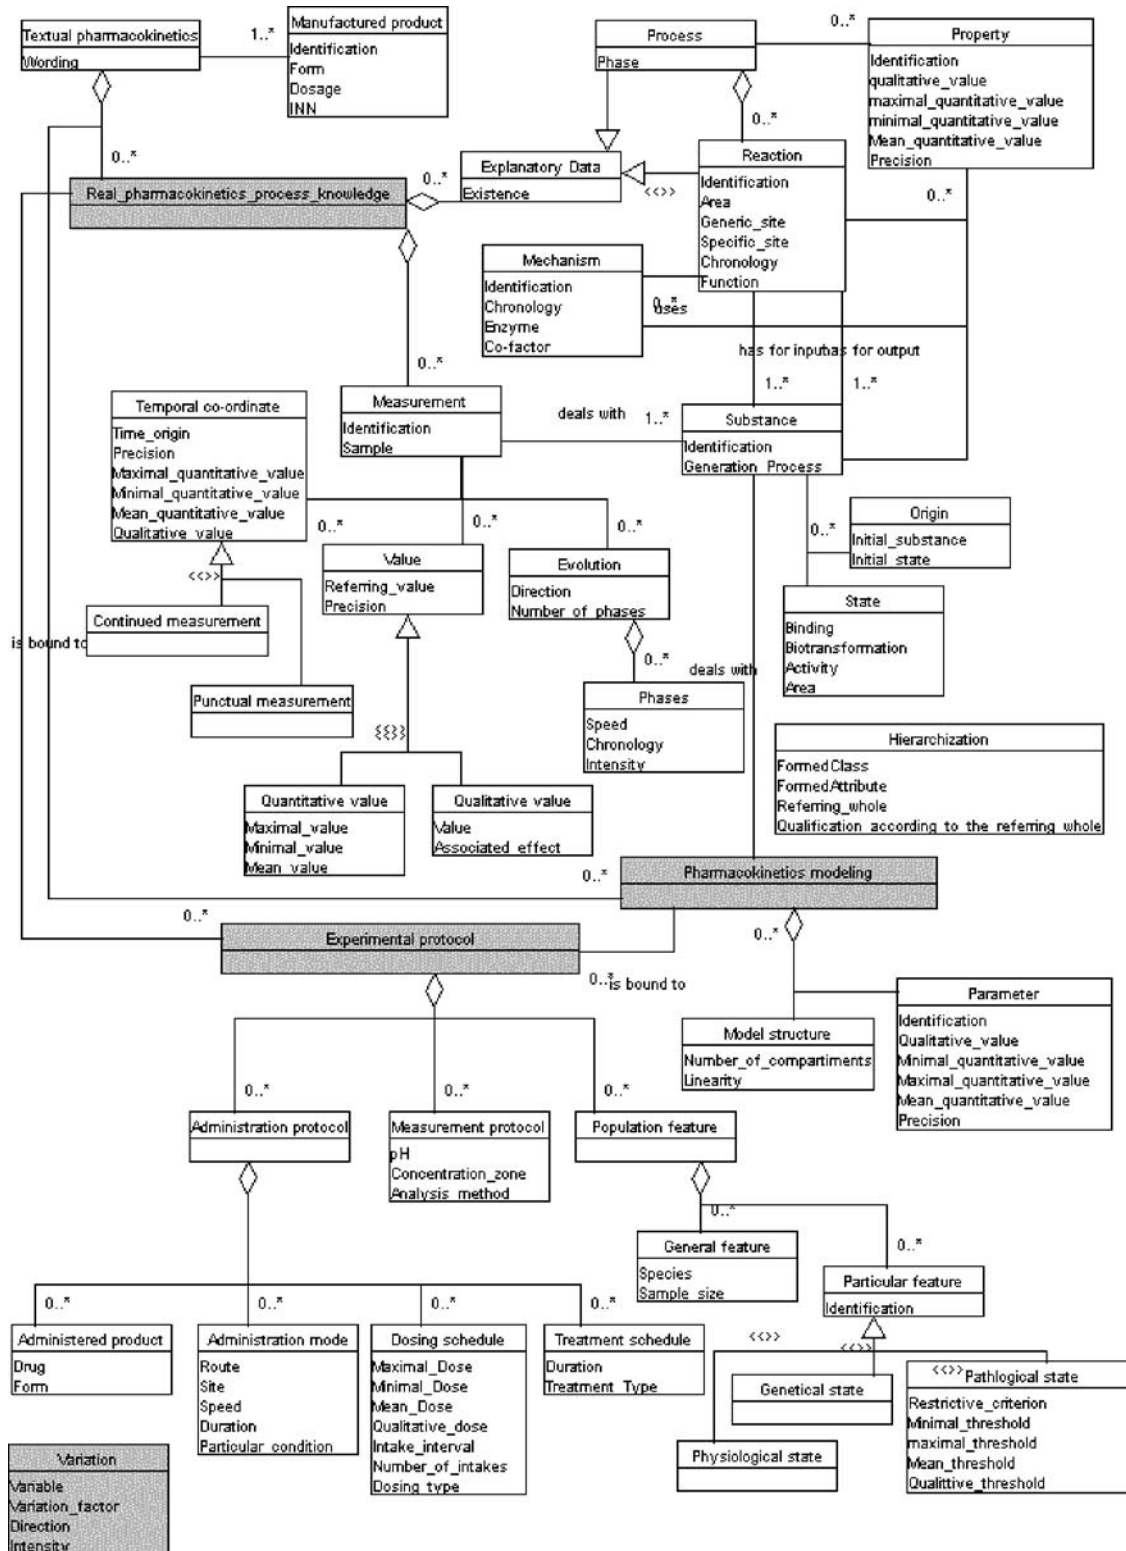 Textual pharmacokinetics
Wording
1..*
Manufactured product
Identification
Form
Dosage
INN
Process
Phase
0..*
Property
Identification
qualitative_value
maximal_quantitative_value
minimal_quantitative_value
Mean_quantitative_value
Precision
0..*
0..*
Real_pharmacokinetics_process_knowledge
0..*
Explanatory Data
Existence
<<>>
Reaction
Identification
Area
Generic_site
Specific_site
Chronology
Function
0..*
Mechanism
Identification
Chronology
Enzyme
Co-factor
0..*
uses
has for input
has for output
1..*
1..*
0..*
Temporal co-ordinate
Time_origin
Precision
Maximal_quantitative_value
Minimal_quantitative_value
Mean_quantitative_value
Qualitative_value
Measurement
Identification
Sample
deals with
1..*
Substance
Identification
Generation_Process
0..*
0..*
0..*
0..*
Origin
Initial_substance
Initial_state
Value
Referring_value
Precision
Evolution
Direction
Number_of_phases
<<>>
Continued measurement
State
Binding
Biotransformation
Activity
Area
is bound to
0..*
deals with
Punctual measurement
Phases
Speed
Chronology
Intensity
Hierarchization
FormedClass
FormedAttribute
Referring_whole
Qualification according to the referring whole
Quantitative value
Maximal_value
Minimal_value
Mean_value
Qualitative value
Value
Associated_effect
0..*
Pharmacokinetics modeling
0..*
Experimental protocol
0..*
0..*
is bound to
Model structure
Number_of_compartiments
Linearity
Parameter
Identification
Qualitative_value
Minimal_quantitative_value
Maximal_quantitative_value
Mean_quantitative_value
Precision
0..*
0..*
0..*
Administration protocol
Measurement protocol
pH
Concentration_zone
Analysis_method
Population feature
0..*
General feature
Species
Sample_size
0..*
Particular feature
Identification
0..*
0..*
0..*
0..*
Administered product
Drug
Form
Administration mode
Route
Site
Speed
Duration
Particular_condition
Dosing schedule
Maximal_Dose
Minimal_Dose
Mean_Dose
Qualitative_dose
Intake_interval
Number_of_intakes
Dosing_type
Treatment schedule
Duration
Treatment_Type
<<>>
<<>>
<<>>
Genetical state
Pathlogical state
Restrictive_criterion
Minimal_threshold
maximal_threshold
Mean_threshold
Qualittive_threshold
Physiological state
Variation
Variable
Variation_factor
Direction
Intensity